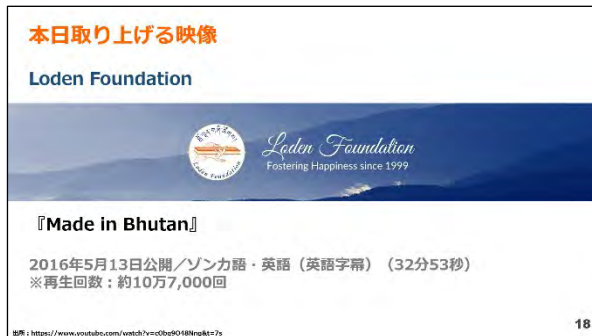 本日取り上げる映像
Loden Foundation
Loden Foundation
Fostering Happiness since 1999
Loden Foundation
『Made in Bhutan』
2016年5月13日公開／ゾンカ語・英語（英語字幕）（32分53秒）
※再生回数：約10万7,000回
18